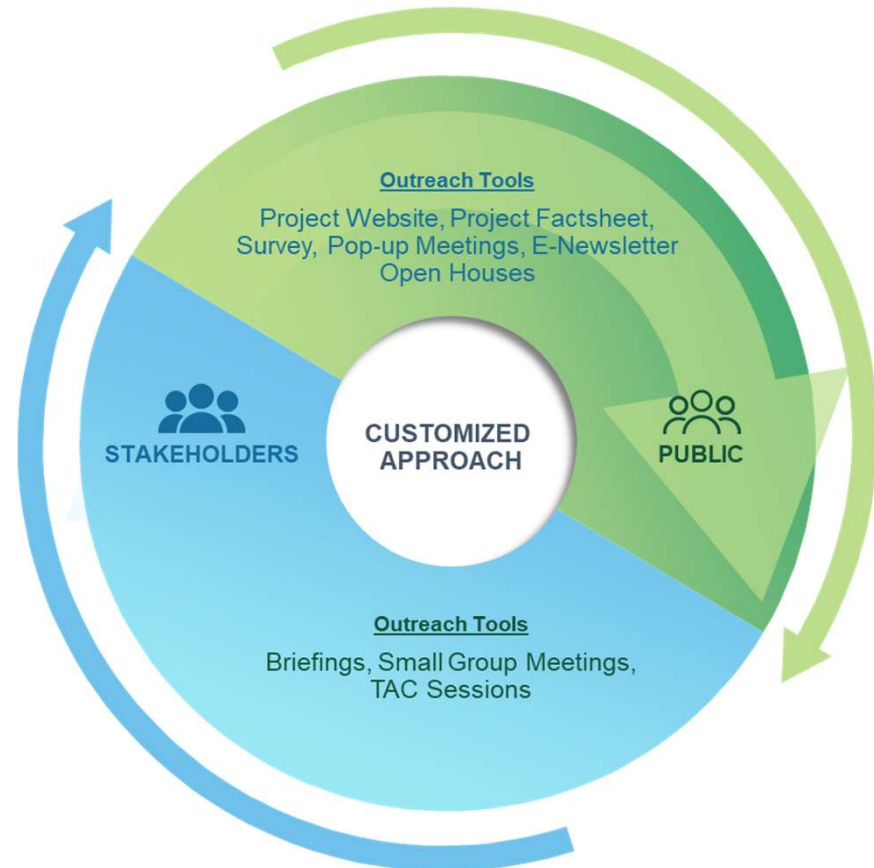 Outreach Tools
Project Website, Project Factsheet,
Survey, Pop-up Meetings, E-Newsletter
Open Houses
STAKEHOLDERS
CUSTOMIZED
APPROACH
PUBLIC
Outreach Tools
Briefings, Small Group Meetings,
TAC Sessions